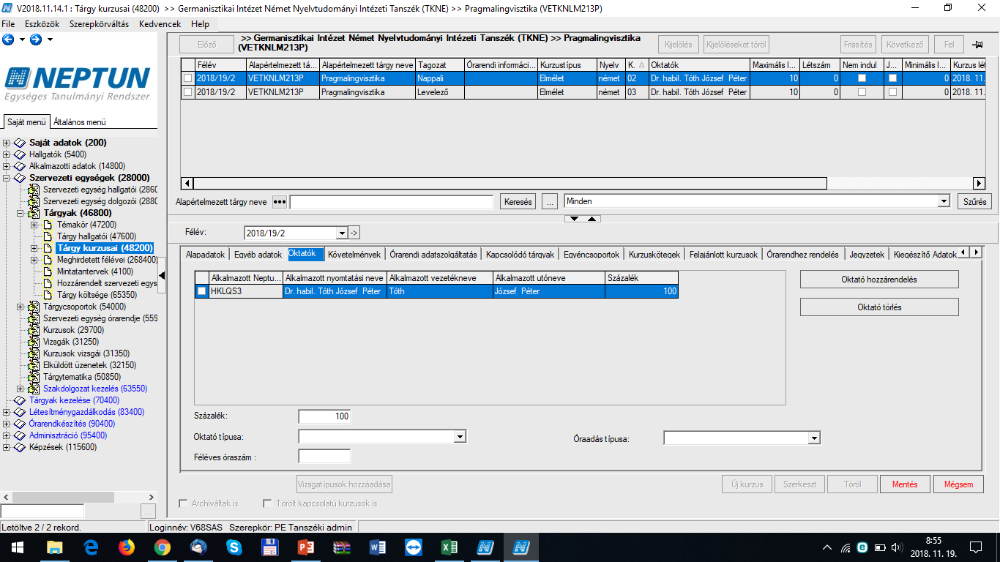 V2018.11.14.1 : Tárgy kurzusai (48200)  >> Germanisztikai Intézet Német Nyelvtudományi Intézeti Tanszék (TKNE) >> Pragmalingvisztika (VETKNLM213P)
File Eszközök Szerepkörváltás Kedvencek Help
NEPTUN
Egységes Tanulmányi Rendszer
Saját menü Általános menü
Saját adatok (200)
Hallgatók (5400)
Alkalmazotti adatok (14800)
Szervezeti egységek (28000)
Szervezeti egység hallgatói (2860
Szervezeti egység dolgozói (2880
Tárgyak (46800)
Témakör (47200)
Tárgy hallgatói (47600)
Tárgy kurzusai (48200)
Meghirdetett félévei (268400)
Mintatantervek (4100)
Hozzárendelt szervezeti egys
Tárgy költsége (65350)
Tárgycsoportok (54000)
Szervezeti egység órarendje (559
Kurzusok (29700)
Vizsgák (31250)
Kurzusok vizsgái (31350)
Elküldött üzenetek (32150)
Tárgytematika (50850)
Szakdolgozat kezelés (63550)
Tárgyak kezelése (70400)
Létesítménygazdálkodás (83400)
Órarendkészítés (90400)
Adminisztráció (95400)
Képzések (115600)
...
Előző >> Germanisztikai Intézet Német Nyelvtudományi Intézeti Tanszék (TKNE) >> Pragmalingvisztika
(VETKNLM213P) Kijelölés Kijelöléseket töröl Frissítés Következő Fel
Félév Alapértelmezett tá... Alapértelmezett tárgy neve Tagozat Órarendi informáci... Kurzustípus Nyelv K. Oktatók Maximális l... Létszám Nem indul J... Minimális l... Kurzus lét
2018/19/2 VETKNLM213P Pragmalingvisztika Nappali Elmélet német 02 Dr. habil. Tóth József  Péter 10 0 0 2018. 11.
2018/19/2 VETKNLM213P Pragmalingvisztika Levelező Elmélet német 03 Dr. habil. Tóth József  Péter 10 0 0 2018. 11.
Alapértelmezett tárgy neve Keresés ... Minden Szűrés
Félév: 2018/19/2 ->
Alapadatok Egyéb adatok Oktatók Követelmények Órarendi adatszolgáltatás Kapcsolódó tárgyak Egyéncsoportok Kurzuskötegek Felajánlott kurzusok Órarendhez rendelés Jegyzetek Kiegészítő Adatok
Alkalmazott Neptu... Alkalmazott nyomtatási neve Alkalmazott vezetékneve Alkalmazott utóneve Százalék
HKLQS3 Dr. habil. Tóth József  Péter Tóth József  Péter 100
Oktató hozzárendelés
Oktató törlés
Százalék: 100
Oktató típusa: Óraadás típusa:
Féléves óraszám :
Vizsgatípusok hozzáadása Új kurzus Szerkeszt Töröl Mentés Mégsem
Archiváltak is Törölt kapcsolatú kurzusok is
Letöltve 2 / 2 rekord. Loginnév: V68SAS Szerepkör: PE Tanszéki admin
8:55
2018. 11. 19.